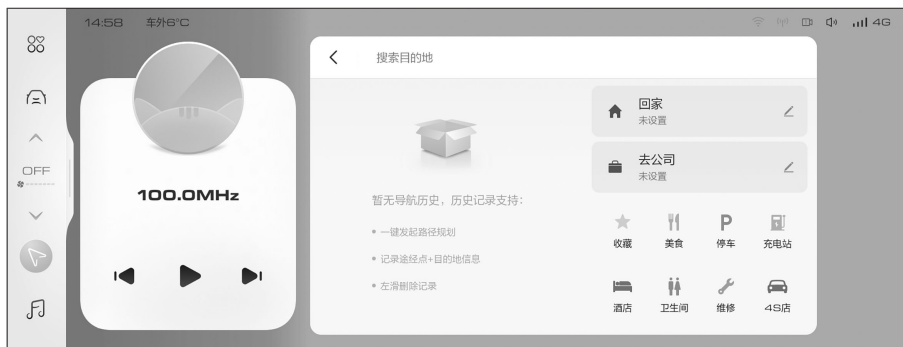 14:58 车外6°C
4G
OFF
100.0MHz
搜索目的地
暂无导航历史，历史记录支持：
• 一键发起路径规划
• 记录途经点+目的地信息
• 左滑删除记录
回家
未设置
去公司
未设置
收藏 美食 停车 充电站
酒店 卫生间 维修 4S店